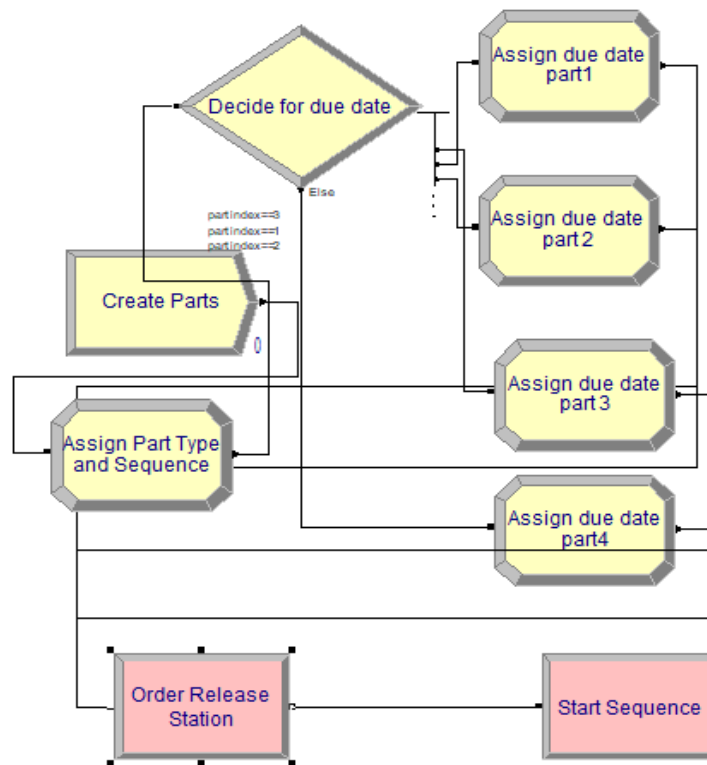 Assign due date
part1
Decide for due date
Else
partindex==3
partindex==1
partindex==2
Assign due date
part 2
Create Parts
0
Assign due date
part 3
Assign Part Type
and Sequence
Assign due date
part4
Order Release
Station
Start Sequence